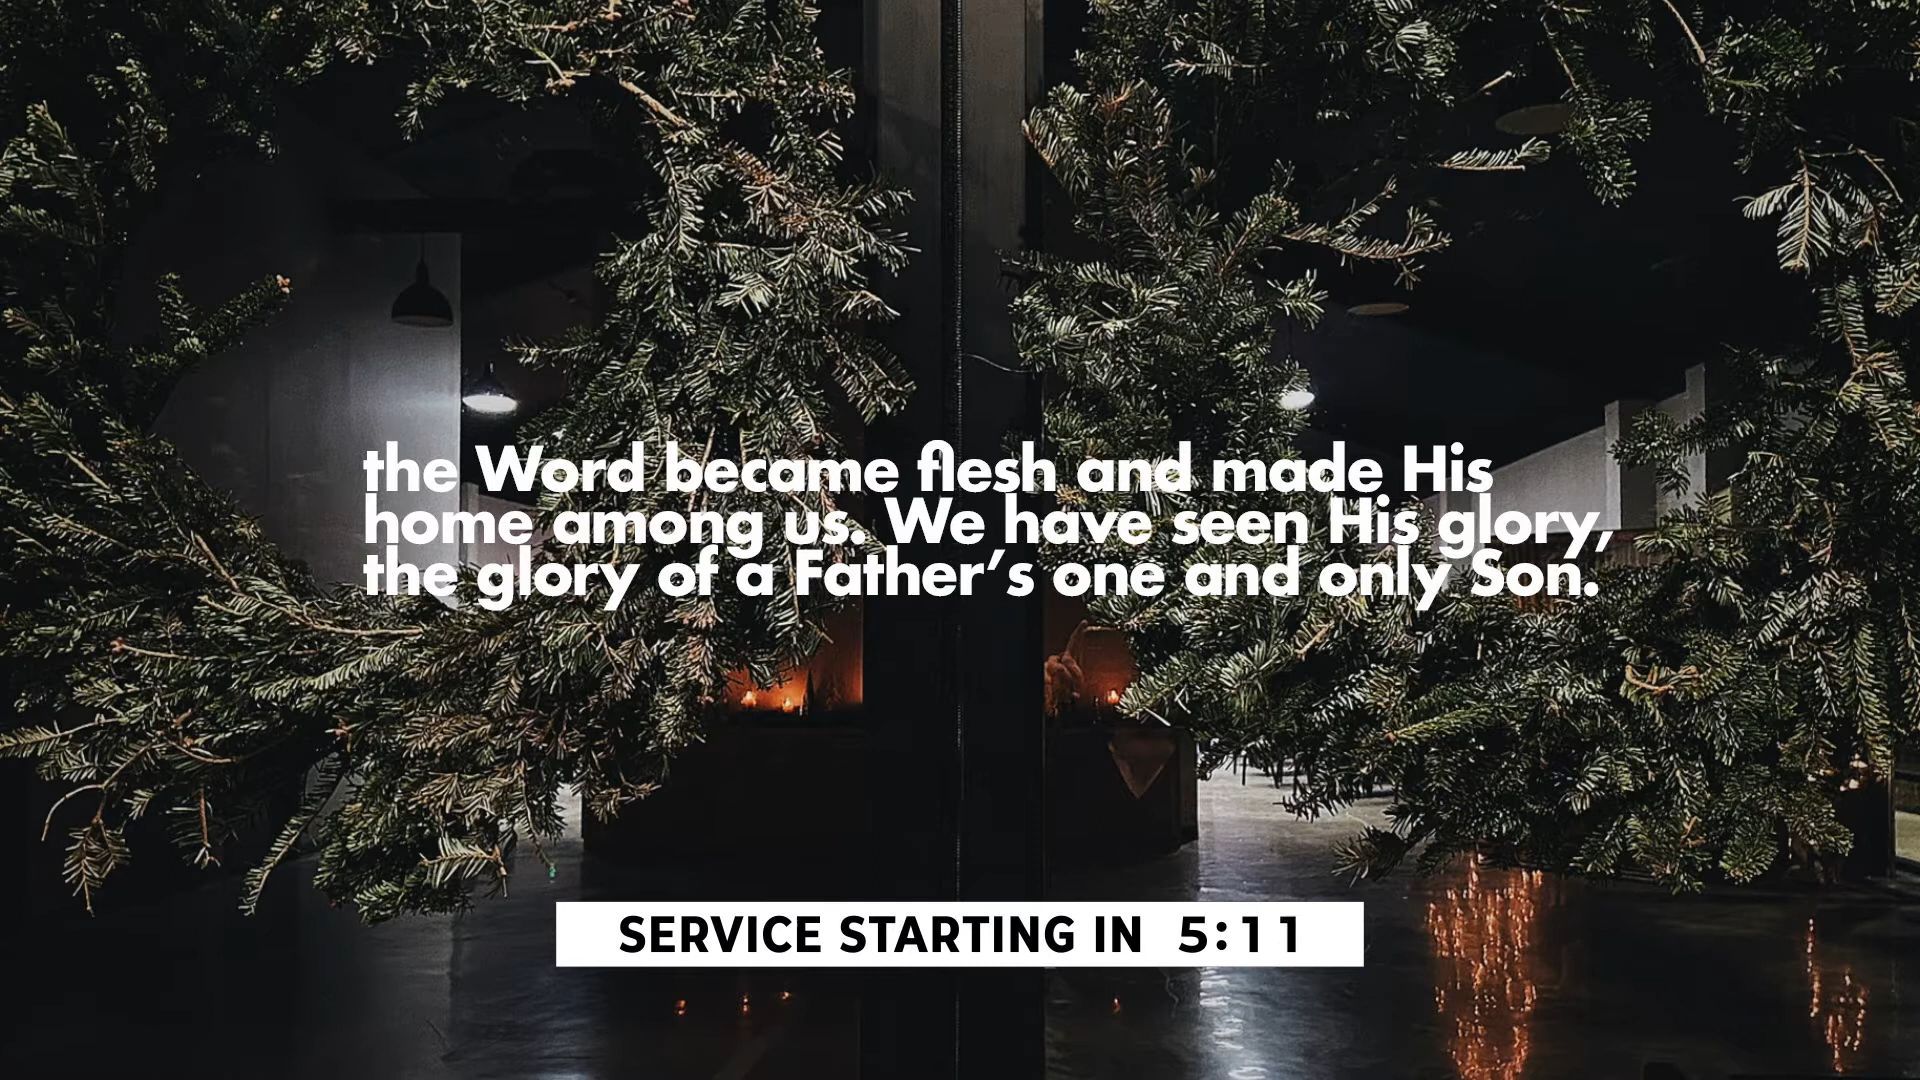 the Word became flesh and made His
home among us. We have seen His glory,
the glory of a Father’s one and only Son.
SERVICE STARTING IN 5:11